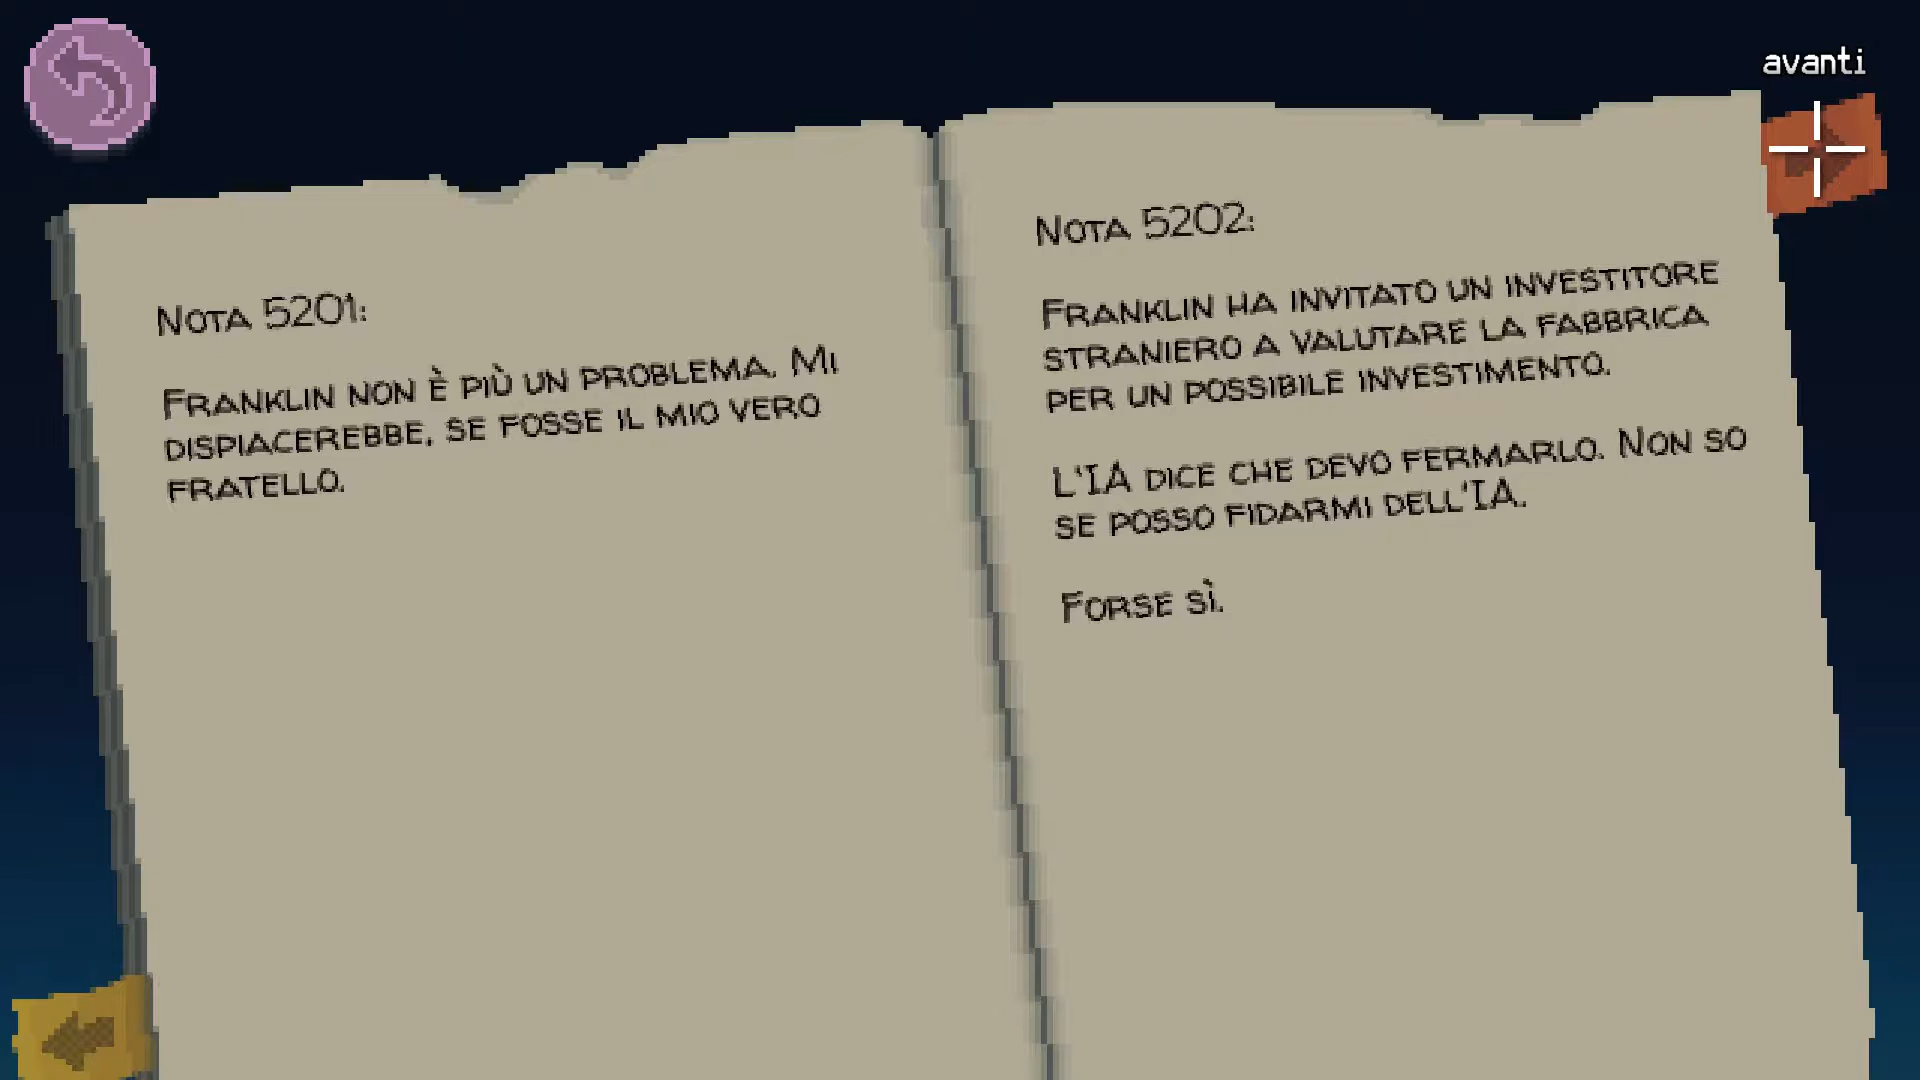 avanti
Nota 5201:
Franklin non è più un problema. Mi
dispiacerebbe, se fosse il mio vero
fratello.
Nota 5202:
Franklin ha invitato un investitore
straniero a valutare la fabbrica
per un possibile investimento.
L'IA dice che devo fermarlo. Non so
se posso fidarmi dell'IA.
Forse sì.